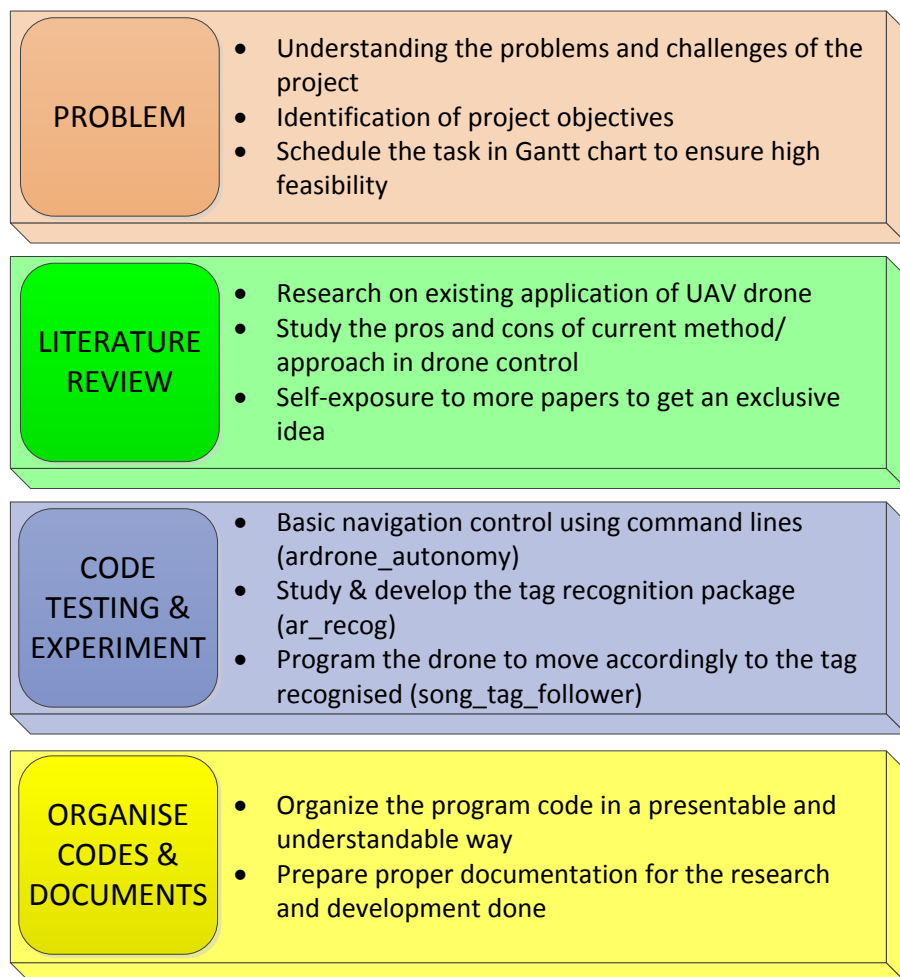 PROBLEM
• Understanding the problems and challenges of the
project
• Identification of project objectives
• Schedule the task in Gantt chart to ensure high
feasibility
LITERATURE
REVIEW
• Research on existing application of UAV drone
• Study the pros and cons of current method/
approach in drone control
• Self-exposure to more papers to get an exclusive
idea
CODE
TESTING &
EXPERIMENT
• Basic navigation control using command lines
(ardrone_autonomy)
• Study & develop the tag recognition package
(ar_recog)
• Program the drone to move accordingly to the tag
recognised (song_tag_follower)
ORGANISE
CODES &
DOCUMENTS
• Organize the program code in a presentable and
understandable way
• Prepare proper documentation for the research
and development done